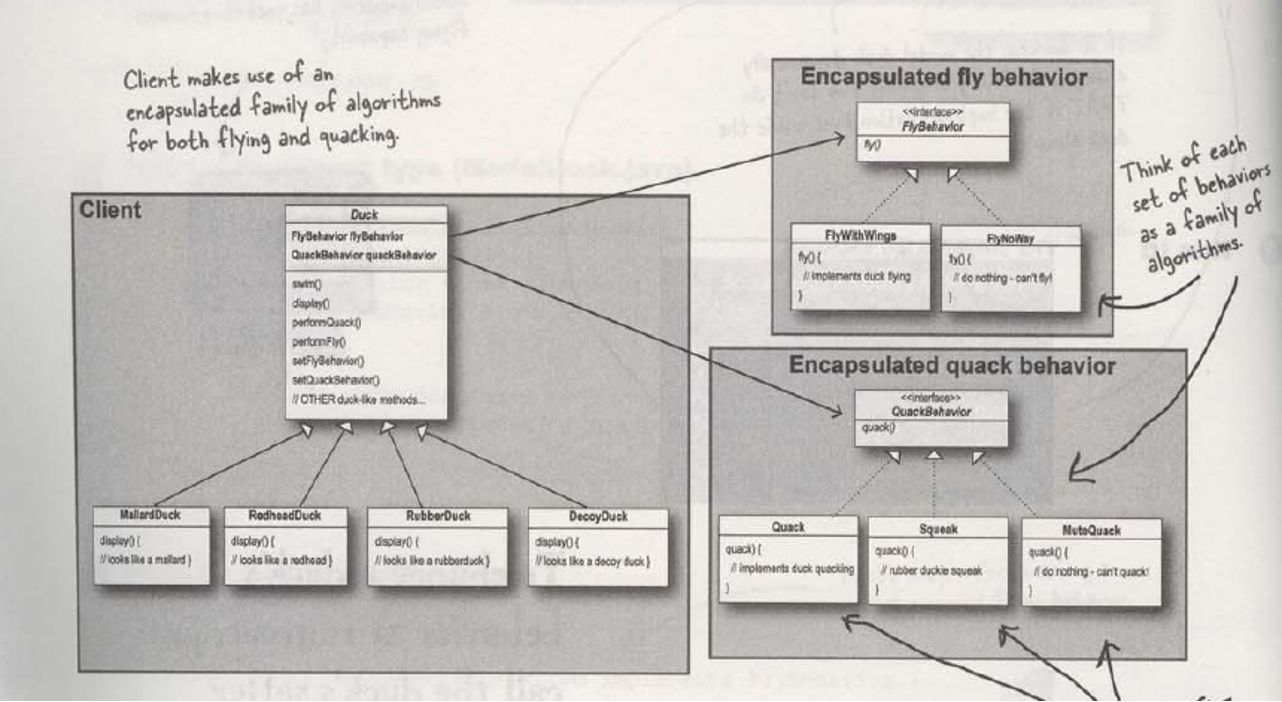 Client makes use of an
encapsulated family of algorithms
for both flying and quacking.
Encapsulated fly behavior
<<interface>>
FlyBehavior
fly()
FlyWithWings
fly() {
// implements duck flying
}
FlyNoWay
fly() {
// do nothing - can't fly!
}
Think of each
set of behaviors
as a family of
algorithms.
Client
Duck
FlyBehavior flyBehavior
QuackBehavior quackBehavior
swim()
display()
performQuack()
performFly()
setFlyBehavior()
setQuackBehavior()
// OTHER duck-like methods...
MallardDuck
display() {
// looks like a mallard }
RedheadDuck
display() {
// looks like a redhead }
RubberDuck
display() {
// looks like a rubberduck }
DecoyDuck
display() {
// looks like a decoy duck }
Encapsulated quack behavior
<<interface>>
QuackBehavior
quack()
Quack
quack) {
// implements duck quacking
}
Squeak
quack() {
// rubber duckie squeak
}
MuteQuack
quack() {
// do nothing - can't quack!
}